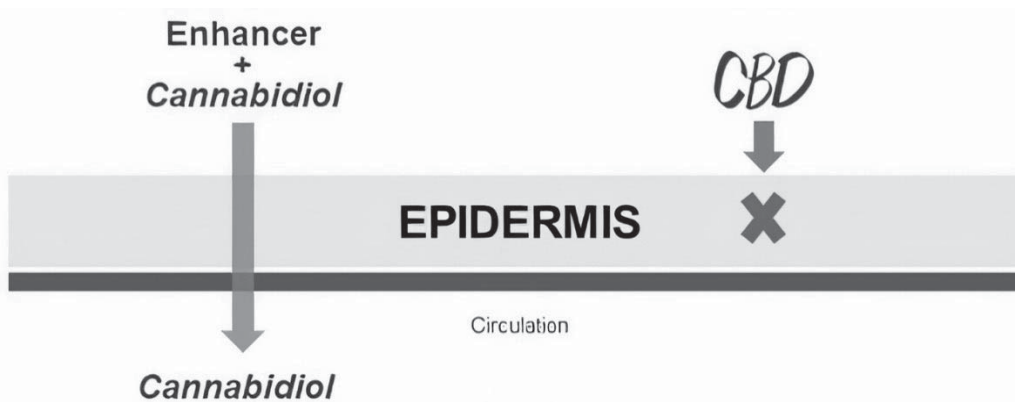 Enhancer
+
Cannabidiol
CBD
EPIDERMIS
Circulation
Cannabidiol